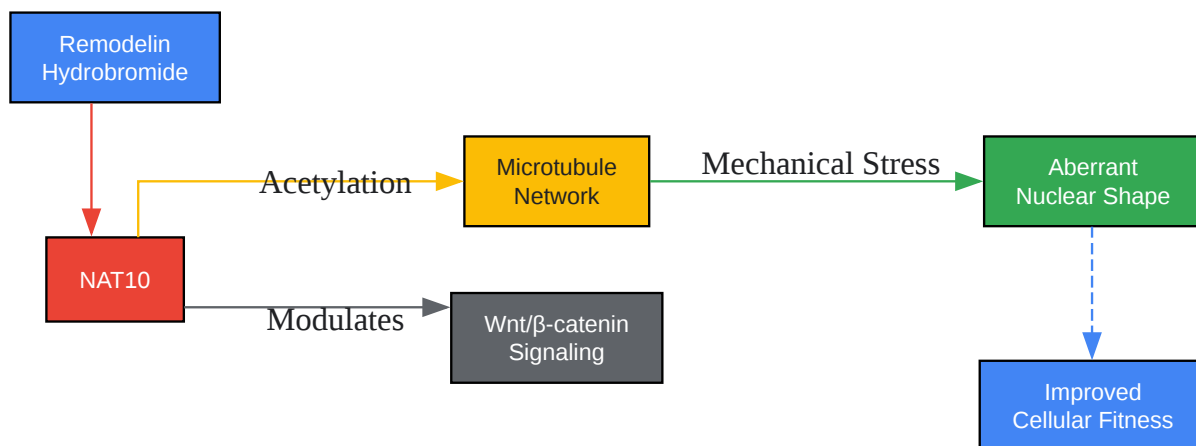 Remodelin
Hydrobromide
NAT10
Acetylation
Modulates
Microtubule
Network
Wnt/β-catenin
Signaling
Mechanical Stress
Aberrant
Nuclear Shape
Improved
Cellular Fitness